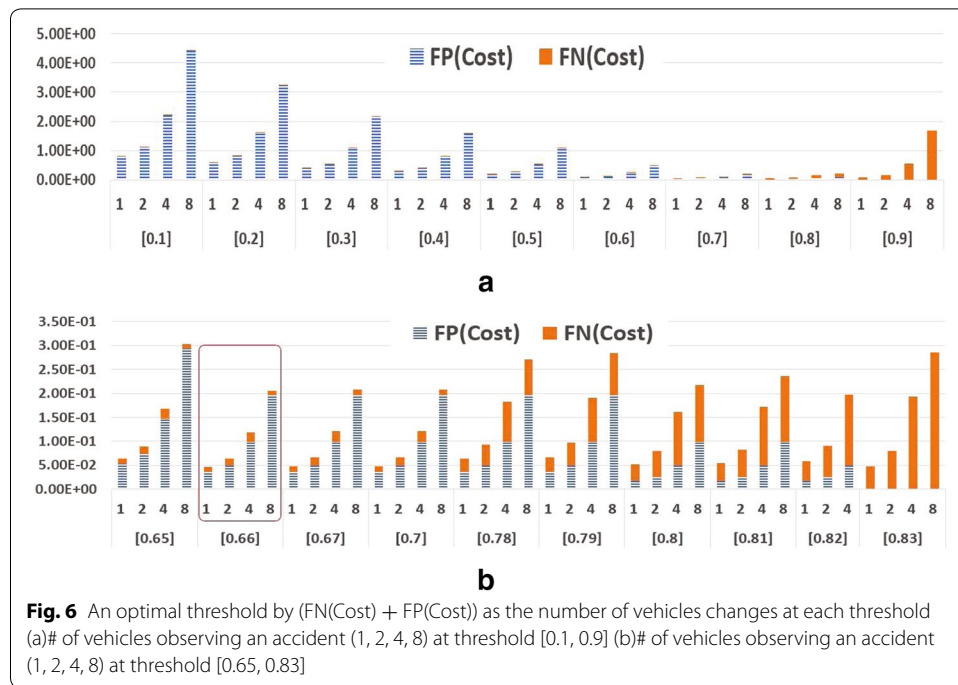 5.00E+00
4.00E+00
3.00E+00
2.00E+00
1.00E+00
0.00E+00
FP(Cost) FN(Cost)
1 2 4 8 1 2 4 8 1 2 4 8 1 2 4 8 1 2 4 8 1 2 4 8 1 2 4 8 1 2 4 8 1 2 4 8
[0.1] [0.2] [0.3] [0.4] [0.5] [0.6] [0.7] [0.8] [0.9]
a
3.50E-01
3.00E-01
2.50E-01
2.00E-01
1.50E-01
1.00E-01
5.00E-02
0.00E+00
FP(Cost) FN(Cost)
1 2 4 8 1 2 4 8 1 2 4 8 1 2 4 8 1 2 4 8 1 2 4 8 1 2 4 8 1 2 4 8 1 2 4 1 2 4 8
[0.65] [0.66] [0.67] [0.7] [0.78] [0.79] [0.8] [0.81] [0.82] [0.83]
b
Fig. 6 An optimal threshold by (FN(Cost) + FP(Cost)) as the number of vehicles changes at each threshold
(a)# of vehicles observing an accident (1, 2, 4, 8) at threshold [0.1, 0.9] (b)# of vehicles observing an accident
(1, 2, 4, 8) at threshold [0.65, 0.83]